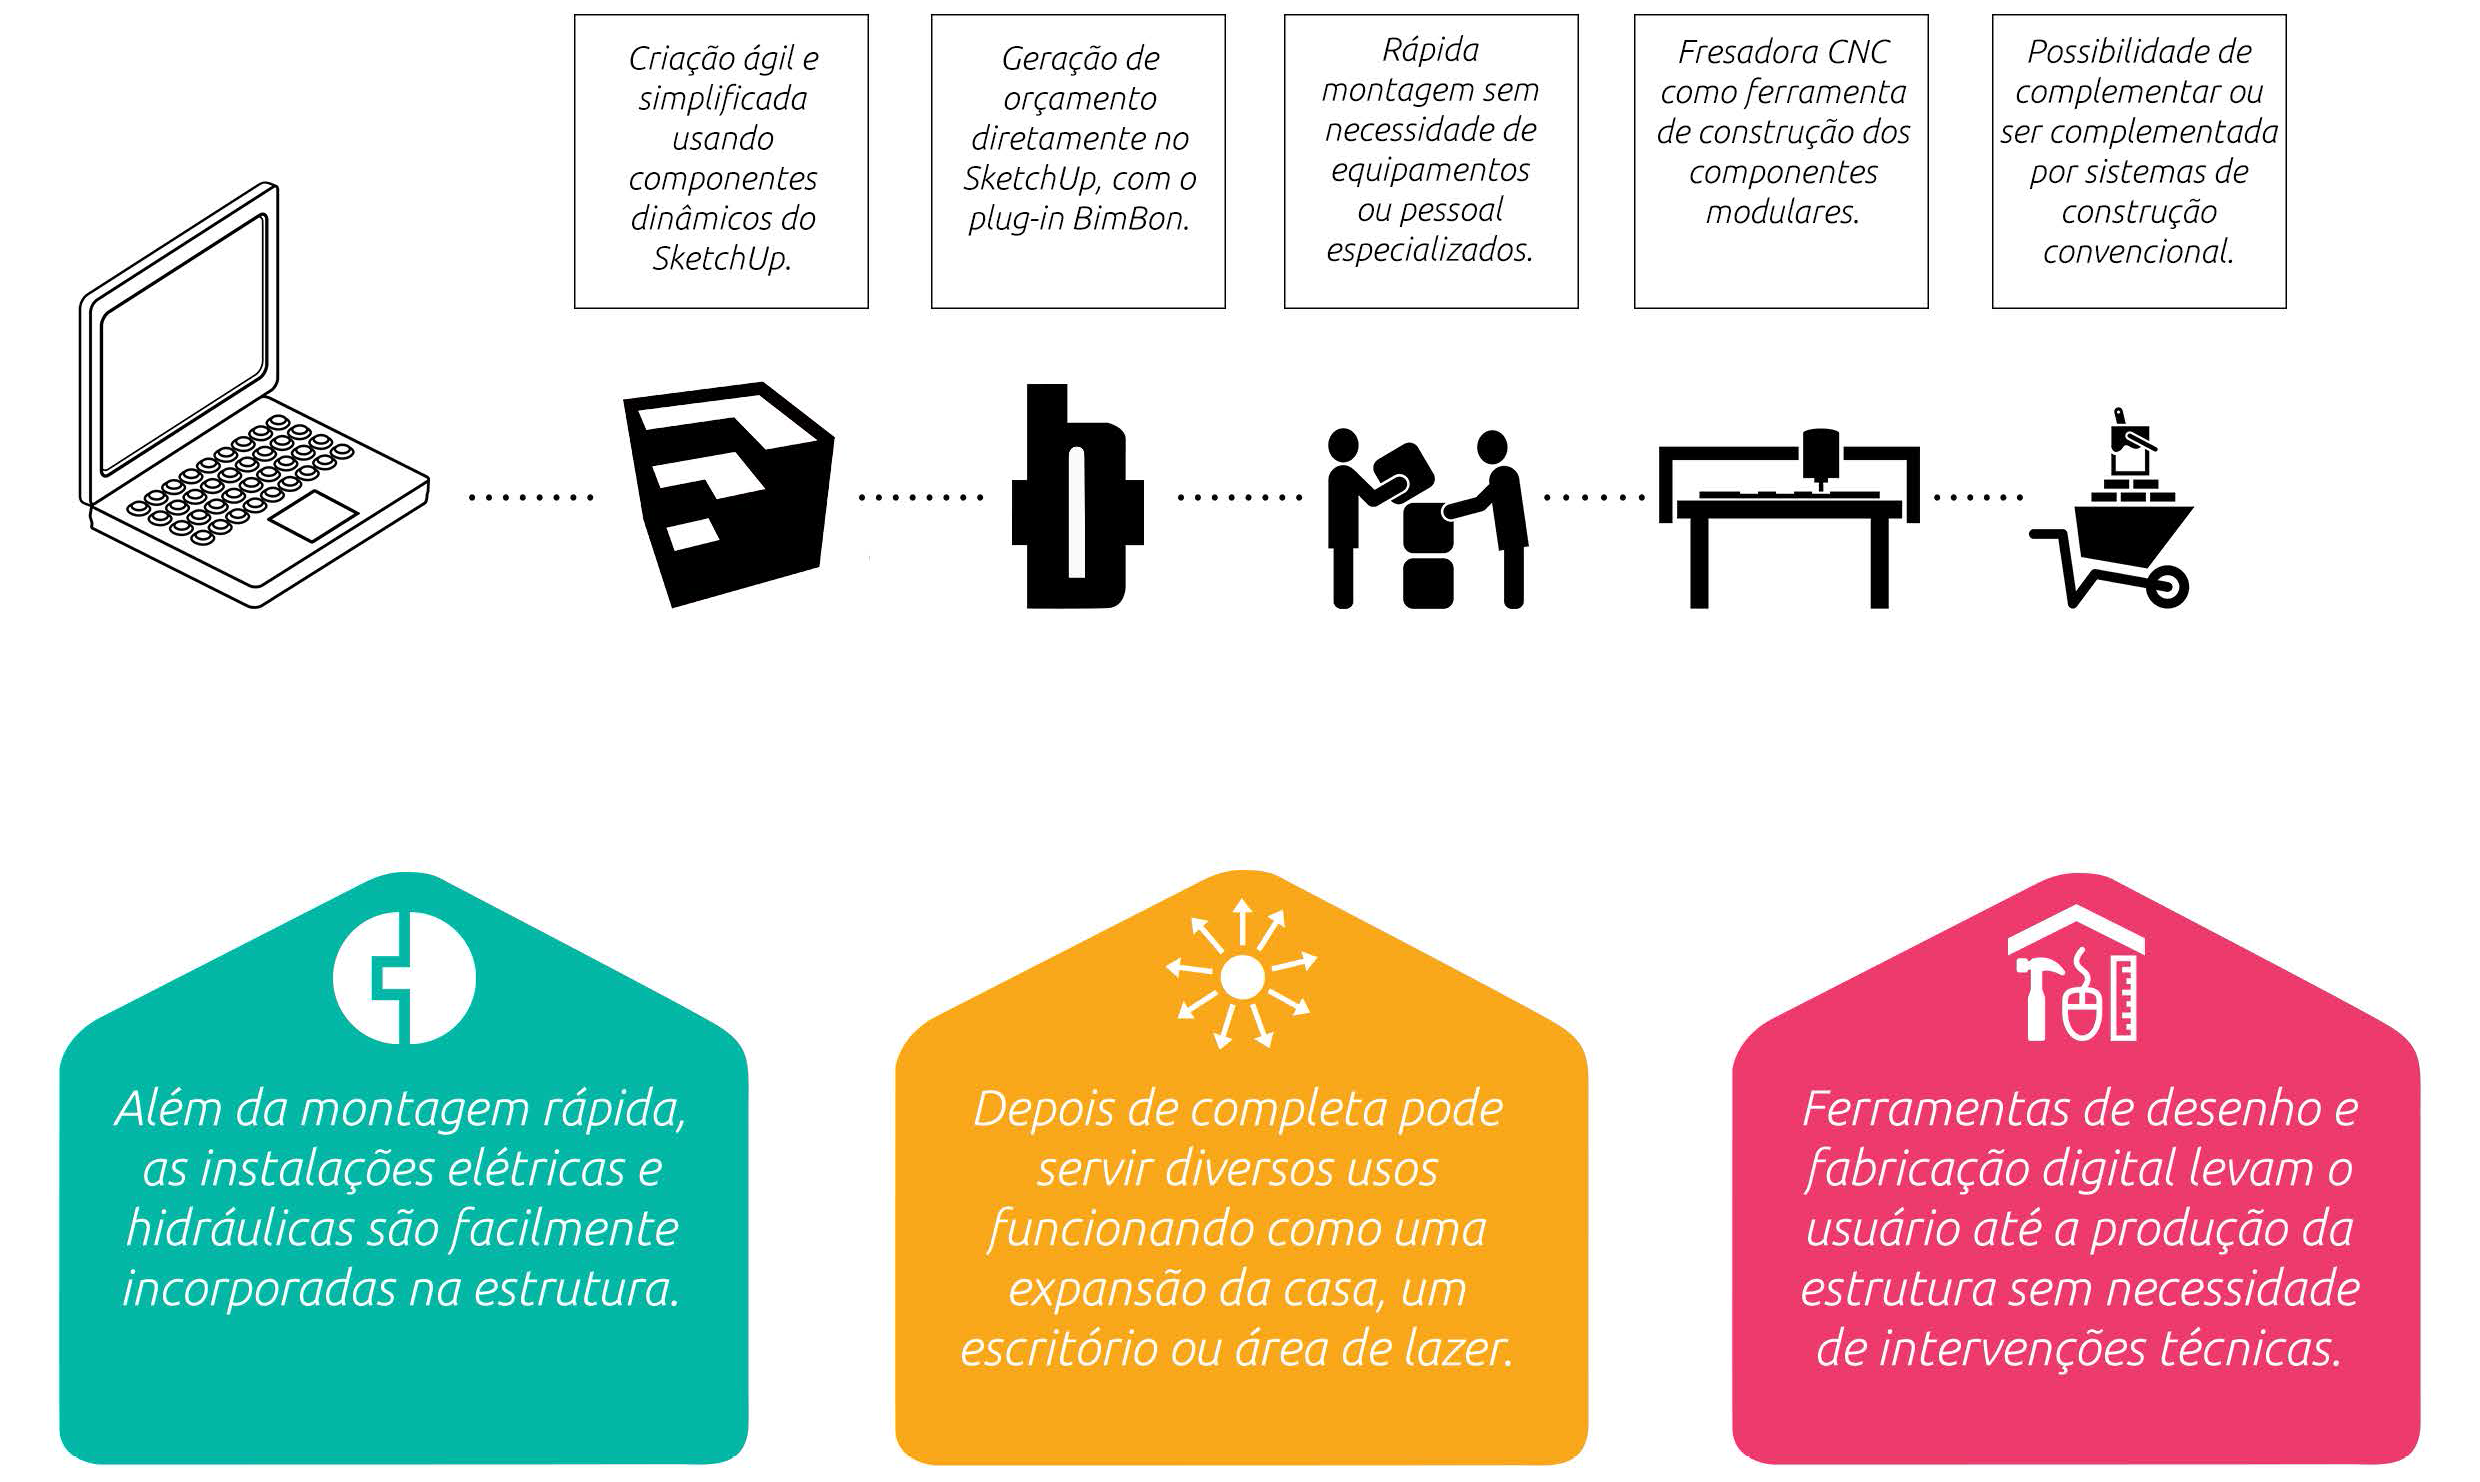 Criação ágil e
simplificada
usando
componentes
dinâmicos do
SketchUp.
Geração de
orçamento
diretamente no
SketchUp, com o
plug-in BimBon.
Rápida
montagem sem
necessidade de
equipamentos
ou pessoal
especializados.
Fresadora CNC
como ferramenta
de construção dos
componentes
modulares.
Possibilidade de
complementar ou
ser complementada
por sistemas de
construção
convencional.
Além da montagem rápida,
as instalações elétricas e
hidráulicas são facilmente
incorporadas na estrutura.
Depois de completa pode
servir diversos usos
funcionando como uma
expansão da casa, um
escritório ou área de lazer.
Ferramentas de desenho e
fabricação digital levam o
usuário até a produção da
estrutura sem necessidade
de intervenções técnicas.